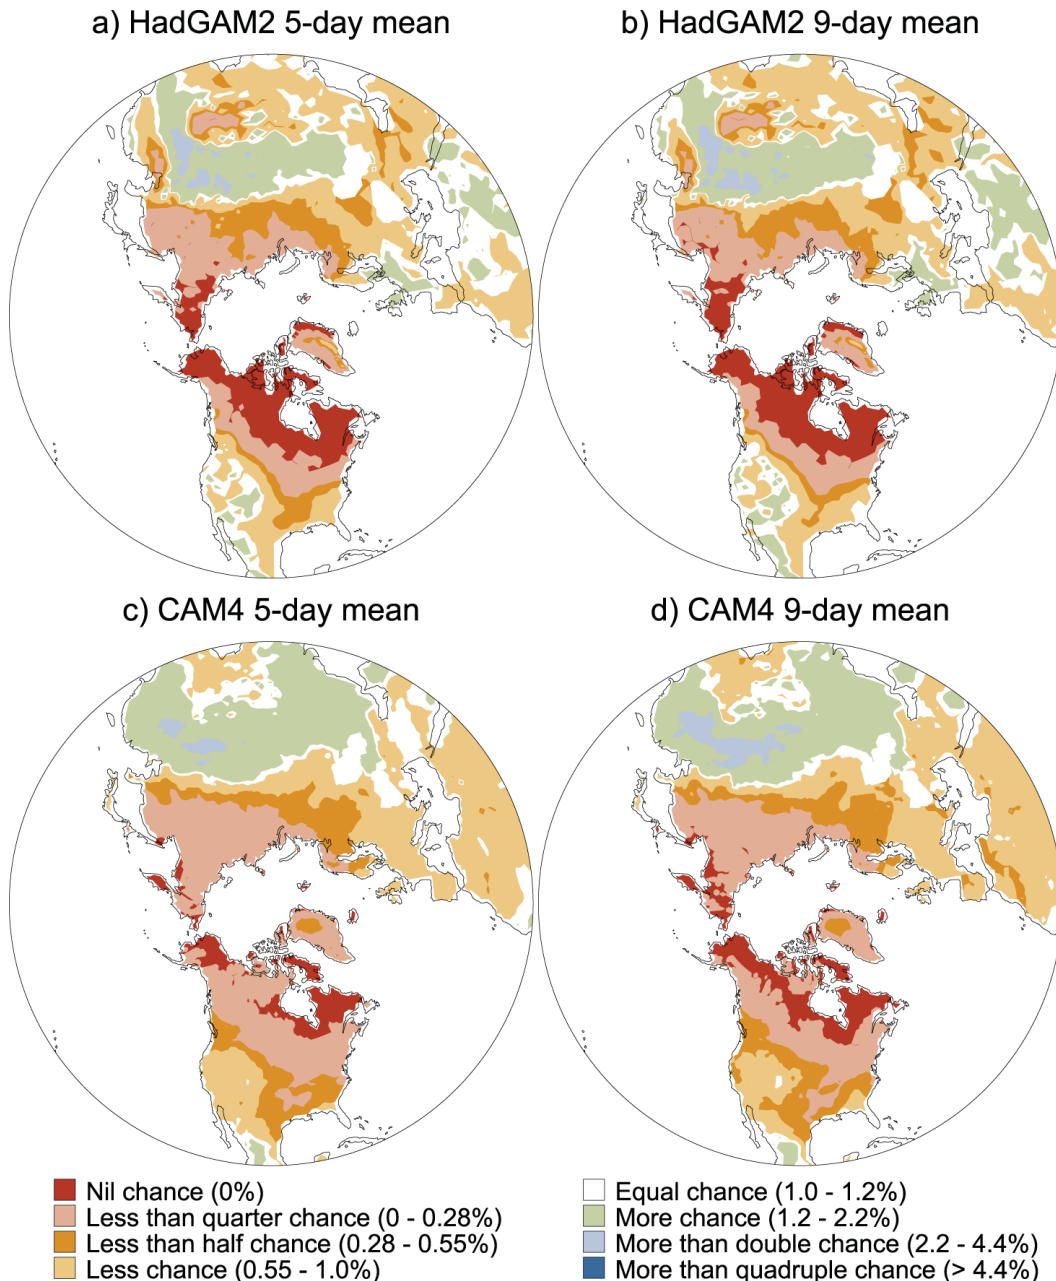 a) HadGAM2 5-day mean
b) HadGAM2 9-day mean
c) CAM4 5-day mean
d) CAM4 9-day mean
Nil chance (0%)
Less than quarter chance (0 - 0.28%)
Less than half chance (0.28 - 0.55%)
Less chance (0.55 - 1.0%)
Equal chance (1.0 - 1.2%)
More chance (1.2 - 2.2%)
More than double chance (2.2 - 4.4%)
More than quadruple chance (> 4.4%)